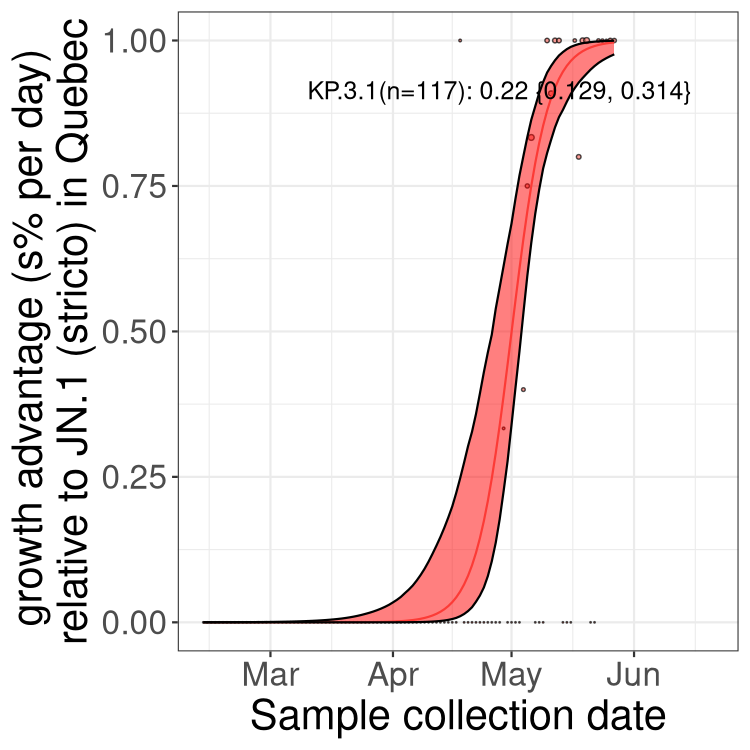 growth advantage (s% per day)
relative to JN.1 (stricto) in Quebec
1.00
0.75
0.50
0.25
0.00
KP.3.1(n=117): 0.22 {0.129, 0.314}
Mar Apr May Jun
Sample collection date